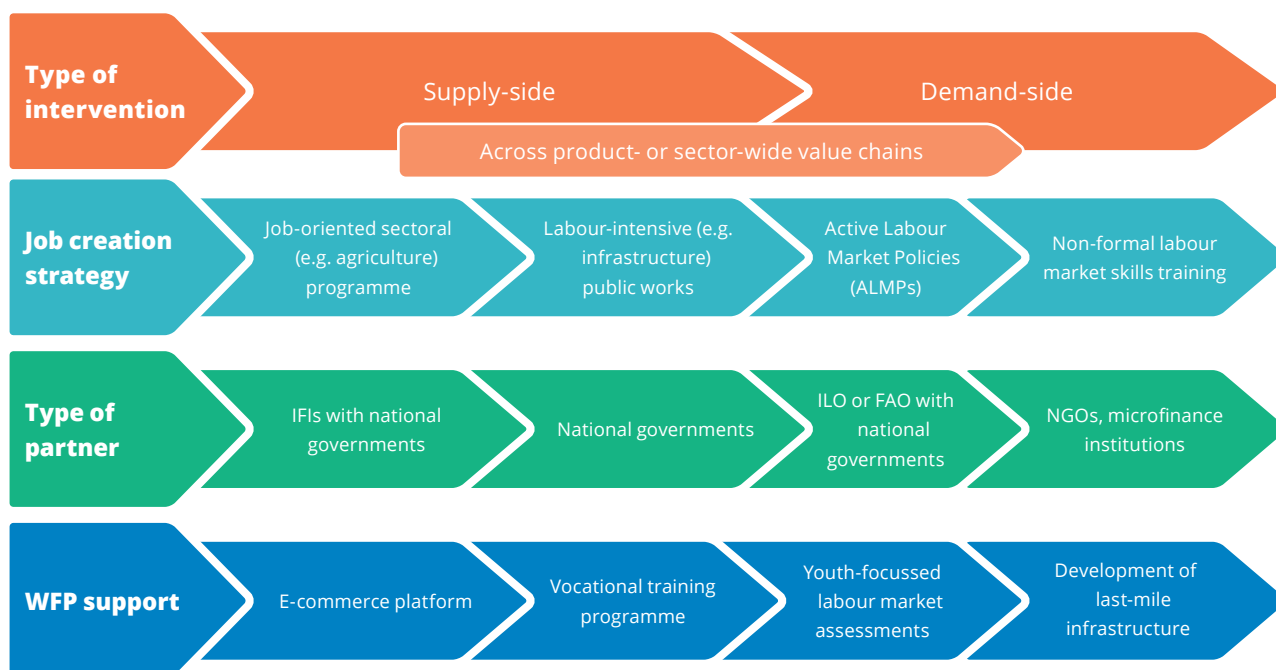 Type of
intervention
Supply-side
Demand-side
Across product- or sector-wide value chains
Job creation
strategy
Job-oriented sectoral
(e.g. agriculture)
programme
Labour-intensive (e.g.
infrastructure)
public works
Active Labour
Market Policies
(ALMPs)
Non-formal labour
market skills training
Type of
partner
IFIs with national
governments
National governments
ILO or FAO with
national
governments
NGOs, microfinance
institutions
WFP support
E-commerce platform
Vocational training
programme
Youth-focussed
labour market
assessments
Development of
last-mile
infrastructure